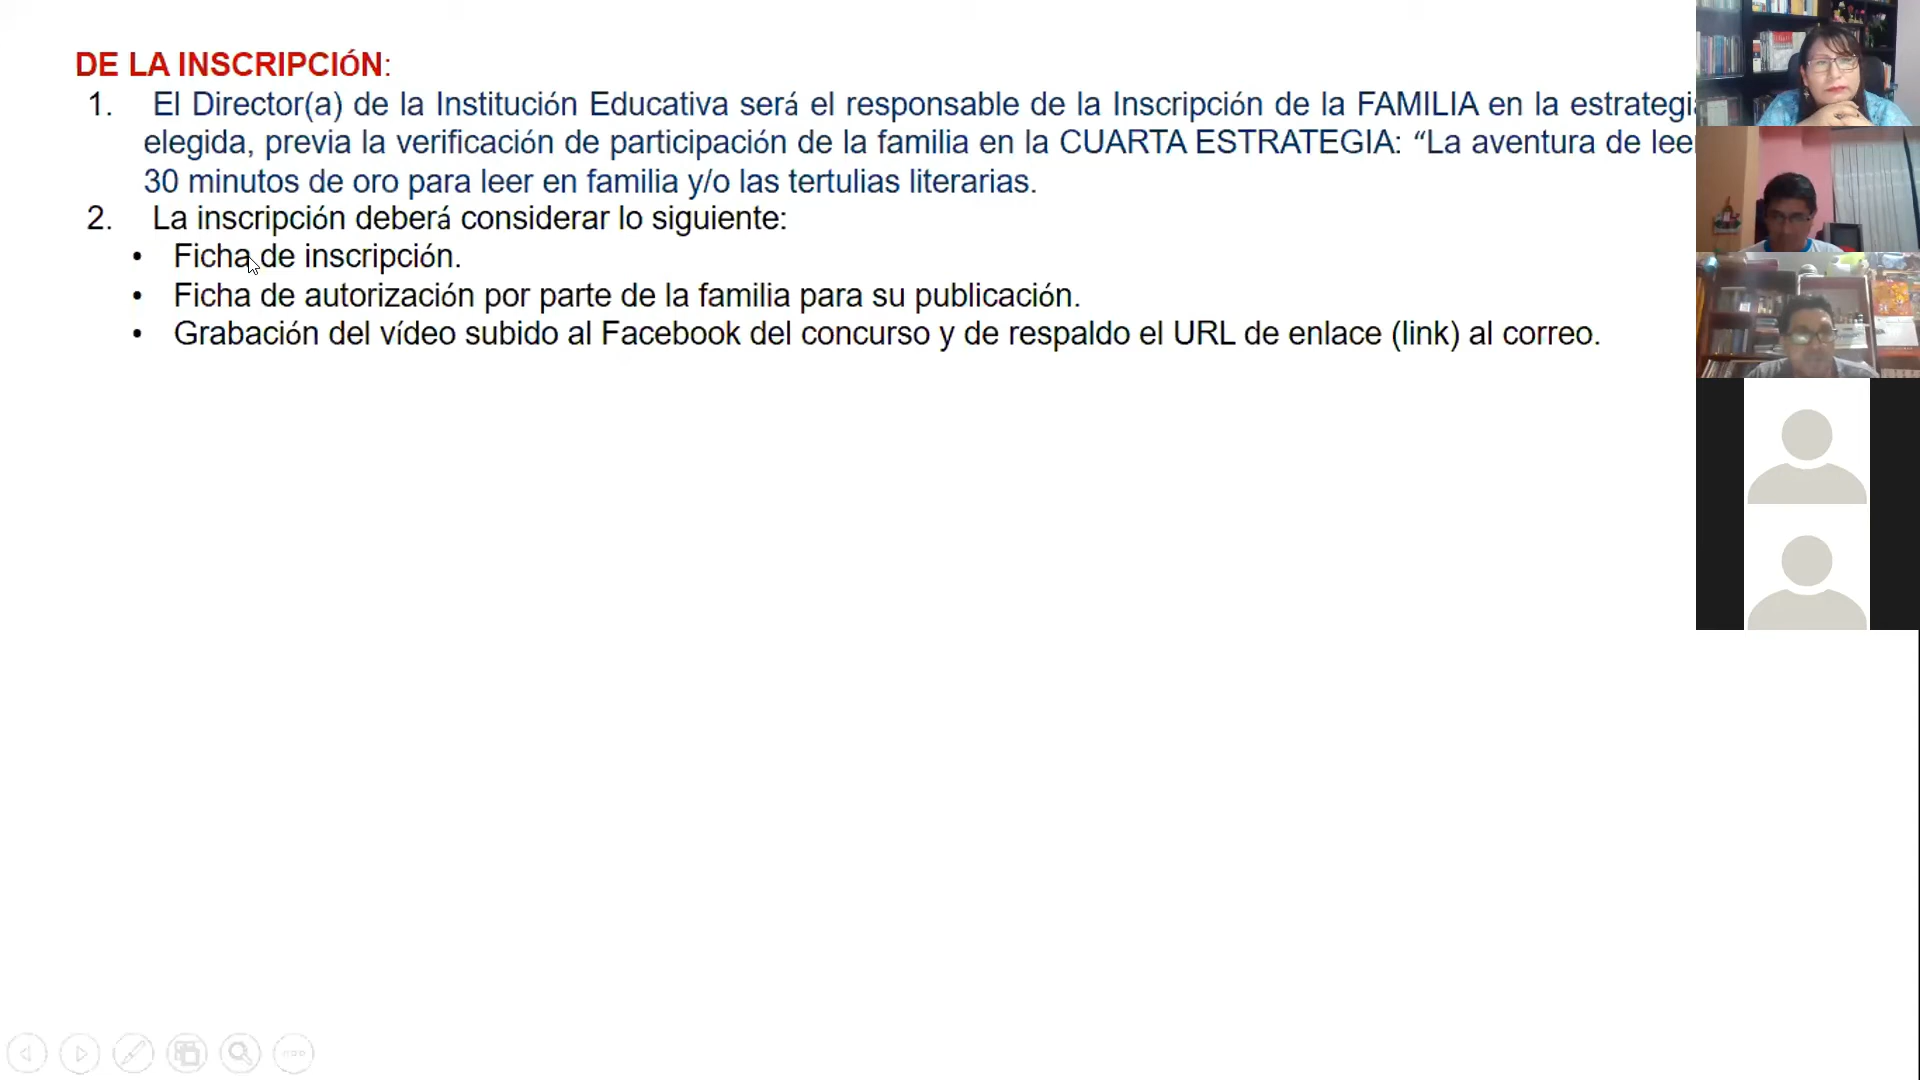 DE LA INSCRIPCIÓN:
1. El Director(a) de la Institución Educativa será el responsable de la Inscripción de la FAMILIA en la
elegida, previa la verificación de participación de la familia en la CUARTA ESTRATEGIA: “La aventura de
30 minutos de oro para leer en familia y/o las tertulias literarias.
2. La inscripción deberá considerar lo siguiente:
• Ficha de inscripción.
• Ficha de autorización por parte de la familia para su publicación.
• Grabación del vídeo subido al Facebook del concurso y de respaldo el URL de enlace (link) al correo.